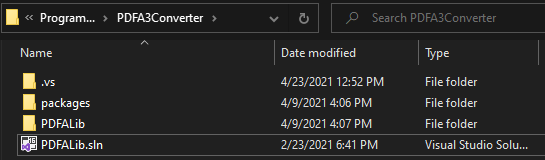 « Program... > PDFA3Converter > Search PDFA3Converter
Name Date modified Type
.vs 4/23/2021 12:52 PM File folder
packages 4/9/2021 4:06 PM File folder
PDFALib 4/9/2021 4:07 PM File folder
PDFALib.sln 2/23/2021 6:41 PM Visual Studio Solu...